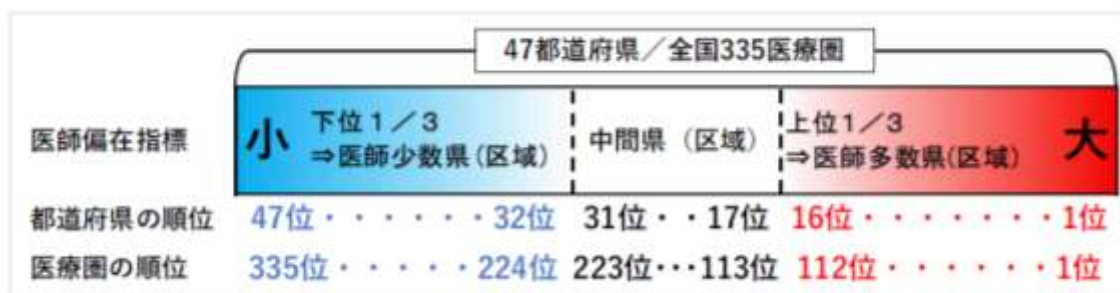 47都道府県／全国335医療圏
医師偏在指標
小
下位１／３
⇒医師少数県(区域)
中間県（区域）
上位１／３
⇒医師多数県(区域)
大
都道府県の順位 47位・・・・・・32位 31位・・17位 16位・・・・・・・1位
医療圏の順位 335位・・・・・224位 223位・・・113位 112位・・・・・・1位